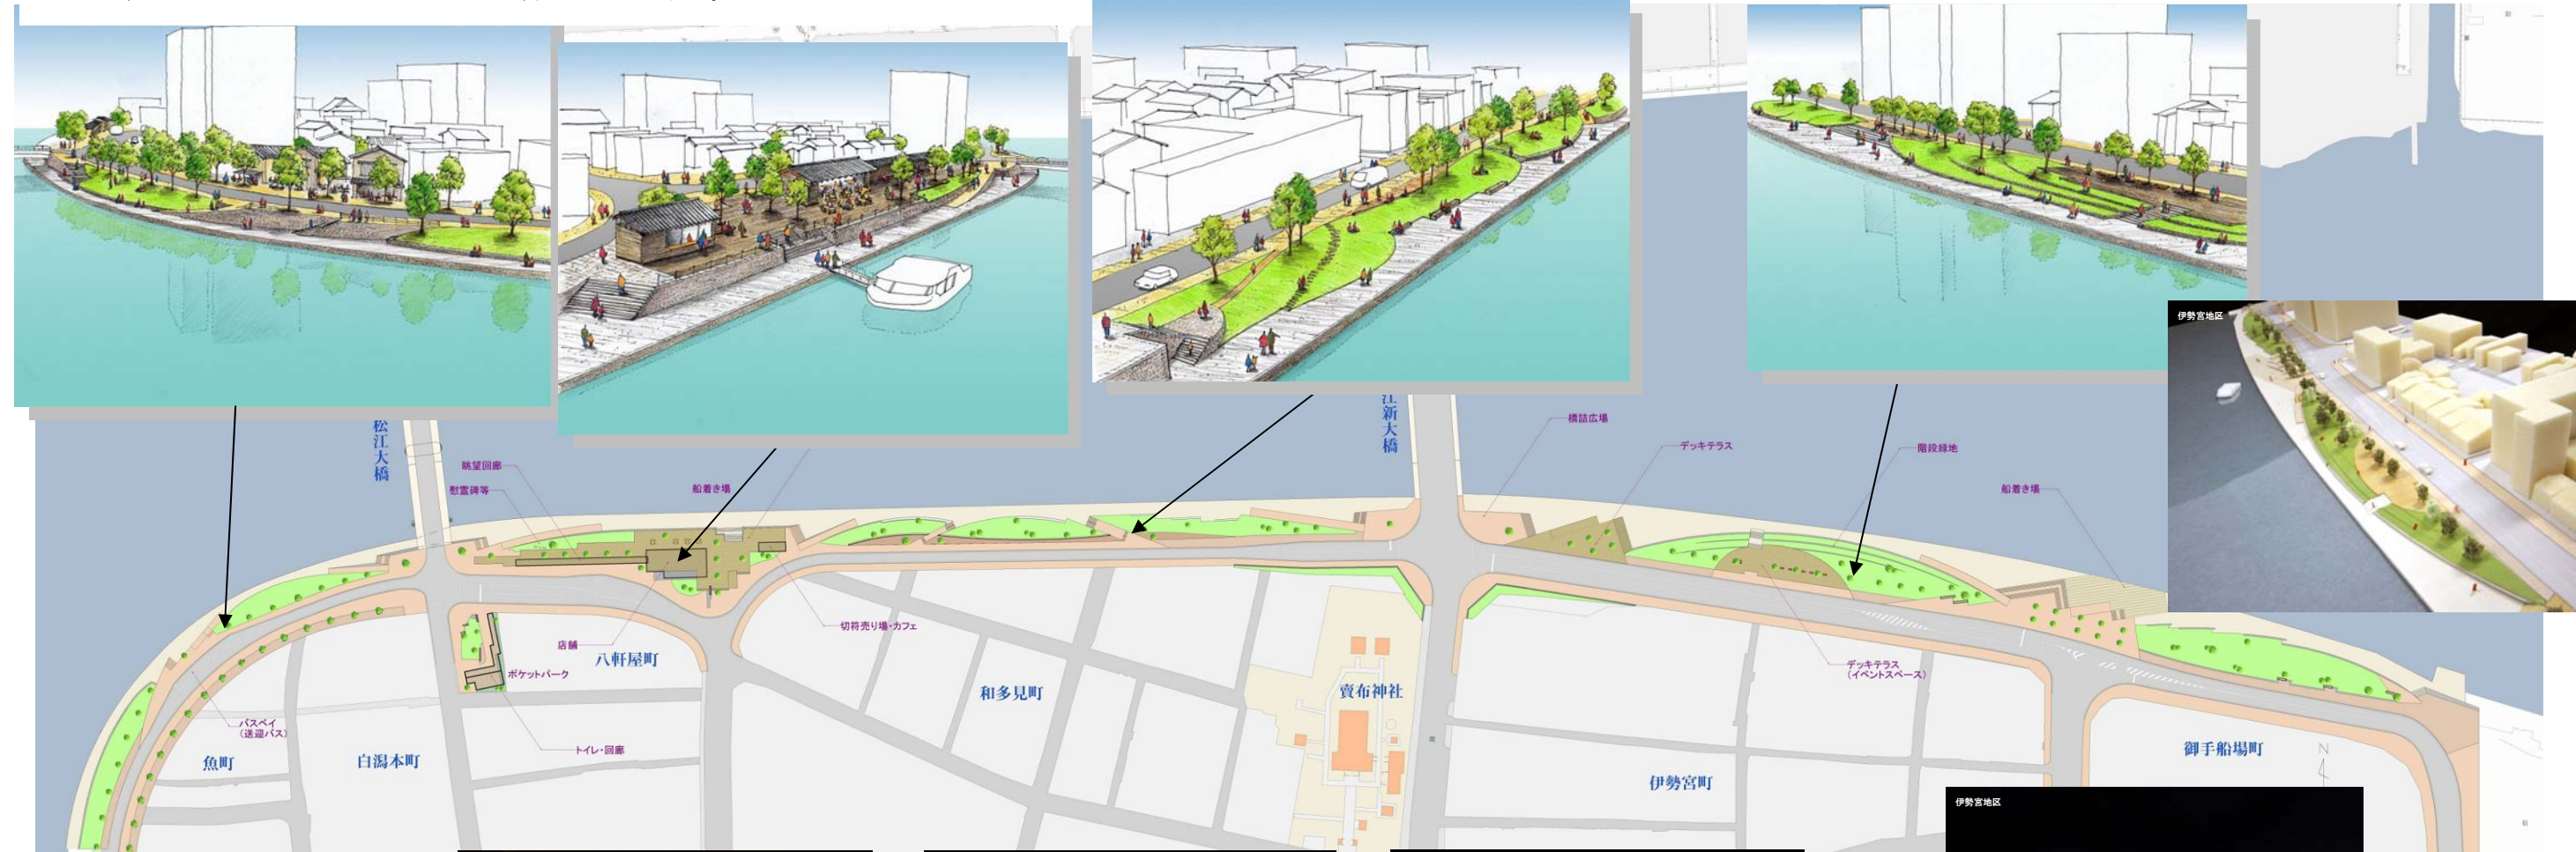 伊勢宮地区
松江大橋
江新大橋
橋詰広場
デッキテラス
階段緑地
船着き場
眺望回廊
慰霊碑等
船着き場
切符売り場・カフェ
店舗
八軒屋町
ポケットパーク
和多見町
賣布神社
デッキテラス
(イベントスペース)
バスベイ
(送迎バス)
トイレ・回廊
魚町
白潟本町
伊勢宮町
御手船場町
N
伊勢宮地区